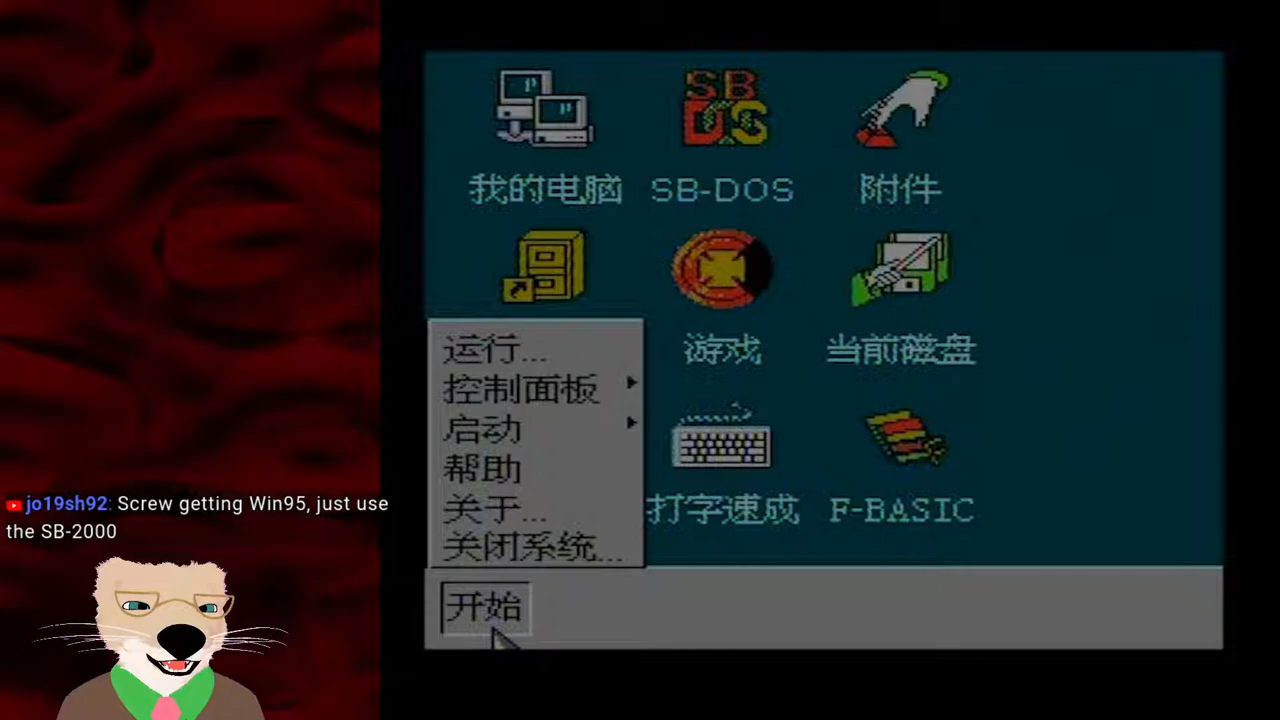 SB
DOS
我的电脑
SB-DOS
附件
运行...
控制面板
启动
帮助
关于...
关闭系统...
游戏
当前磁盘
打字速成
F-BASIC
开始
jo19sh92: Screw getting Win95, just use
the SB-2000